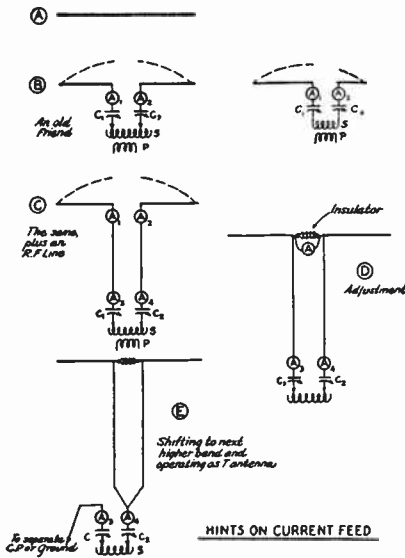 A
B
An old
Friend
A1 A2
C1 C2
S
P
A1 A
C1 C
S
P
C
The same,
plus an
R.F Line
A1 A2
A3 A4
C1 C2
S
P
Insulator
A
D
Adjustment
A3 A4
C1 C2
S
E
Shifting to next
higher band and
operating as T antenna
To separate
C.P or Ground
A3 A4
C C2
S
HINTS ON CURRENT FEED